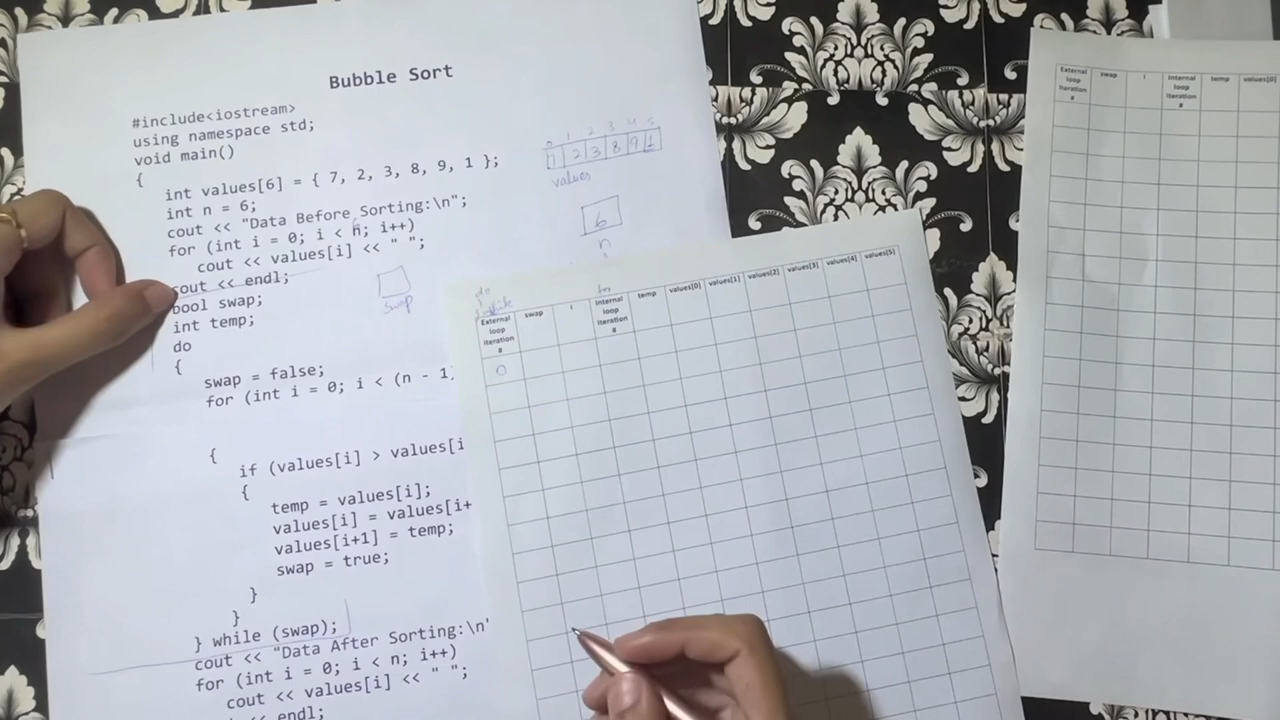 Bubble Sort
#include<iostream>
using namespace std;
void main()
{
int values[6] = { 7, 2, 3, 8, 9, 1 };
int n = 6;
cout << "Data Before Sorting:\n";
for (int i = 0; i < n; i++)
cout << values[i] << " ";
cout << endl;
bool swap;
int temp;
do
{
swap = false;
for (int i = 0; i < (n - 1)
{
if (values[i] > values[i
{
temp = values[i];
values[i] = values[i+
values[i+1] = temp;
swap = true;
}
}
} while (swap);
cout << "Data After Sorting:\n"
for (int i = 0; i < n; i++)
cout << values[i] << " ";
<< endl;
0 1 2 3 4 5
7 2 3 8 9 1
values
6
n
swap
do
while
for
External loop Iteration # swap i Internal loop Iteration # temp values[0] values[1] values[2] values[3] values[4] values[5]
0
External loop Iteration # swap i Internal loop Iteration # temp values[0]